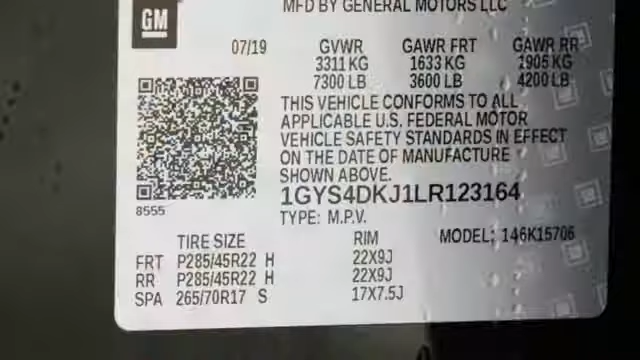 GM
MFD BY GENERAL MOTORS LLC
07/19 GVWR GAWR FRT GAWR RR
3311 KG 1633 KG 1905 KG
7300 LB 3600 LB 4200 LB
THIS VEHICLE CONFORMS TO ALL
APPLICABLE U.S. FEDERAL MOTOR
VEHICLE SAFETY STANDARDS IN EFFECT
ON THE DATE OF MANUFACTURE
SHOWN ABOVE.
1GYS4DKJ1LR123164
8555
TYPE: M.P.V.
TIRE SIZE RIM MODEL: 146K15706
FRT P285/45R22 H 22X9J
RR P285/45R22 H 22X9J
SPA 265/70R17 S 17X7.5J